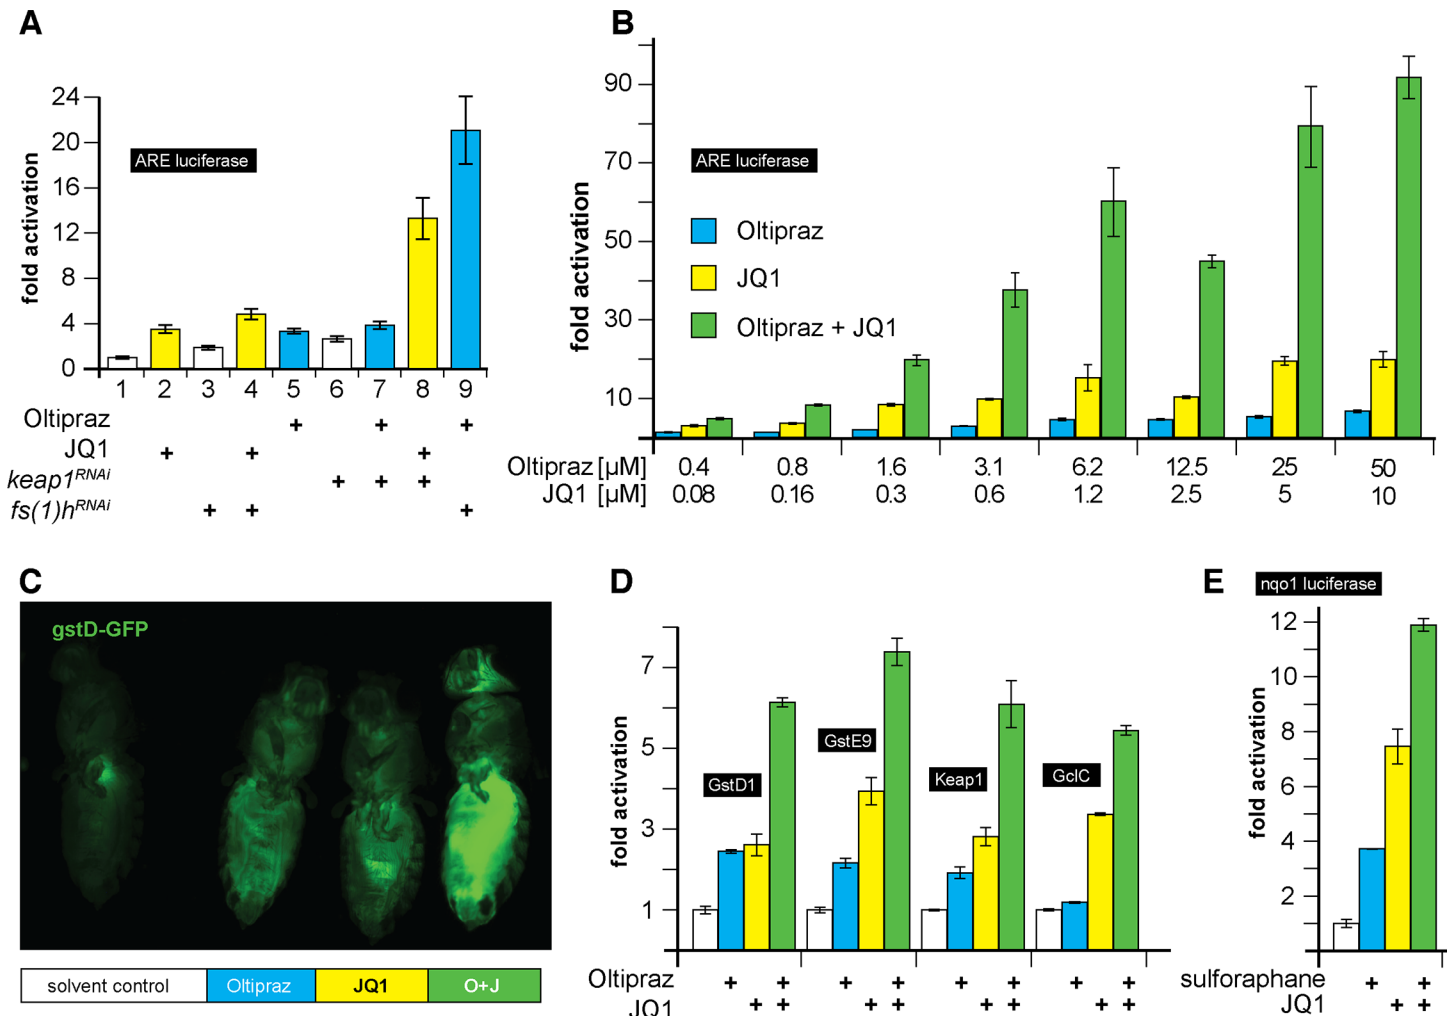 A
24
20
16
12
8
4
0
fold activation
ARE luciferase
1 2 3 4 5 6 7 8 9
Oltipraz + + +
JQ1 + + +
keap1RNAi + + +
fs(1)hRNAi + + +
B
90
70
50
30
10
fold activation
ARE luciferase
Oltipraz
JQ1
Oltipraz + JQ1
Oltipraz [µM] 0.4 0.8 1.6 3.1 6.2 12.5 25 50
JQ1 [µM] 0.08 0.16 0.3 0.6 1.2 2.5 5 10
C
gstD-GFP
solvent control Oltipraz JQ1 O+J
D
7
5
3
1
fold activation
GstD1
GstE9
Keap1
GclC
Oltipraz + + + + + + + +
JQ1 + + + + + + + +
E
nqo1 luciferase
12
10
8
6
4
2
fold activation
sulforaphane + +
JQ1 + +